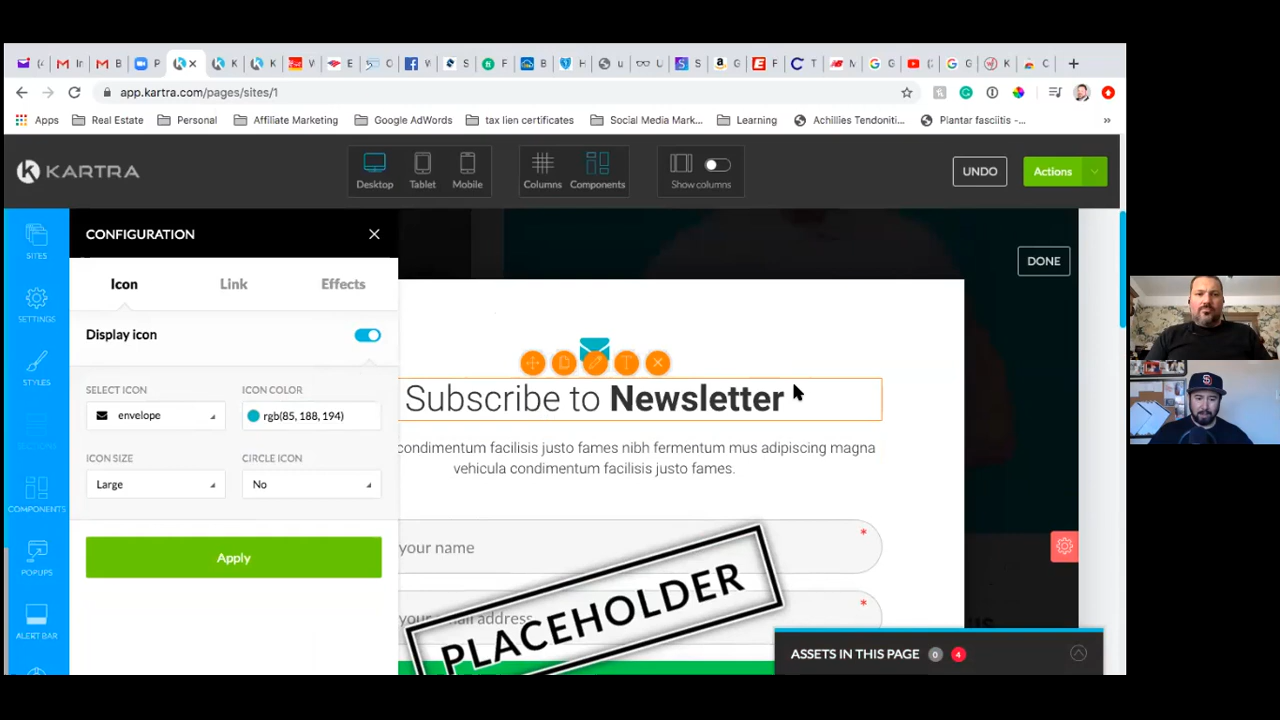 app.kartra.com/pages/sites/1
Apps
Real Estate
Personal
Affiliate Marketing
Google AdWords
tax lien certificates
Social Media Mark...
Learning
Achillies Tendoniti...
Plantar fasciitis -...
»
KARTRA
Desktop
Tablet
Mobile
Columns
Components
Show columns
UNDO
Actions
SITES
SETTINGS
STYLES
COMPONENTS
POPUPS
ALERT BAR
CONFIGURATION
Icon
Link
Effects
Display icon
SELECT ICON
ICON COLOR
envelope
rgb(85, 188, 194)
ICON SIZE
CIRCLE ICON
Large
No
Apply
DONE
Subscribe to Newsletter
condimentum facilisis justo fames nibh fermentum mus adipiscing magna
vehicula condimentum facilisis justo fames.
your name
*
your email address
*
PLACEHOLDER
ASSETS IN THIS PAGE 0 4